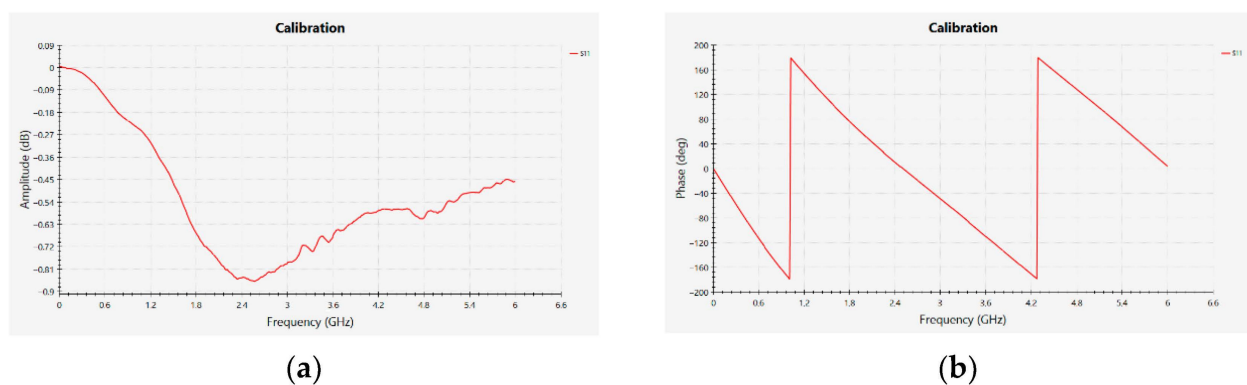 Calibration
S11
0.09
0
−0.09
−0.18
−0.27
−0.36
−0.45
−0.54
−0.63
−0.72
−0.81
−0.9
Amplitude (dB)
0 0.6 1.2 1.8 2.4 3 3.6 4.2 4.8 5.4 6 6.6
Frequency (GHz)
(a)
Calibration
S11
200
160
120
80
40
0
−40
−80
−120
−160
−200
Phase (deg)
0 0.6 1.2 1.8 2.4 3 3.6 4.2 4.8 5.4 6 6.6
Frequency (GHz)
(b)